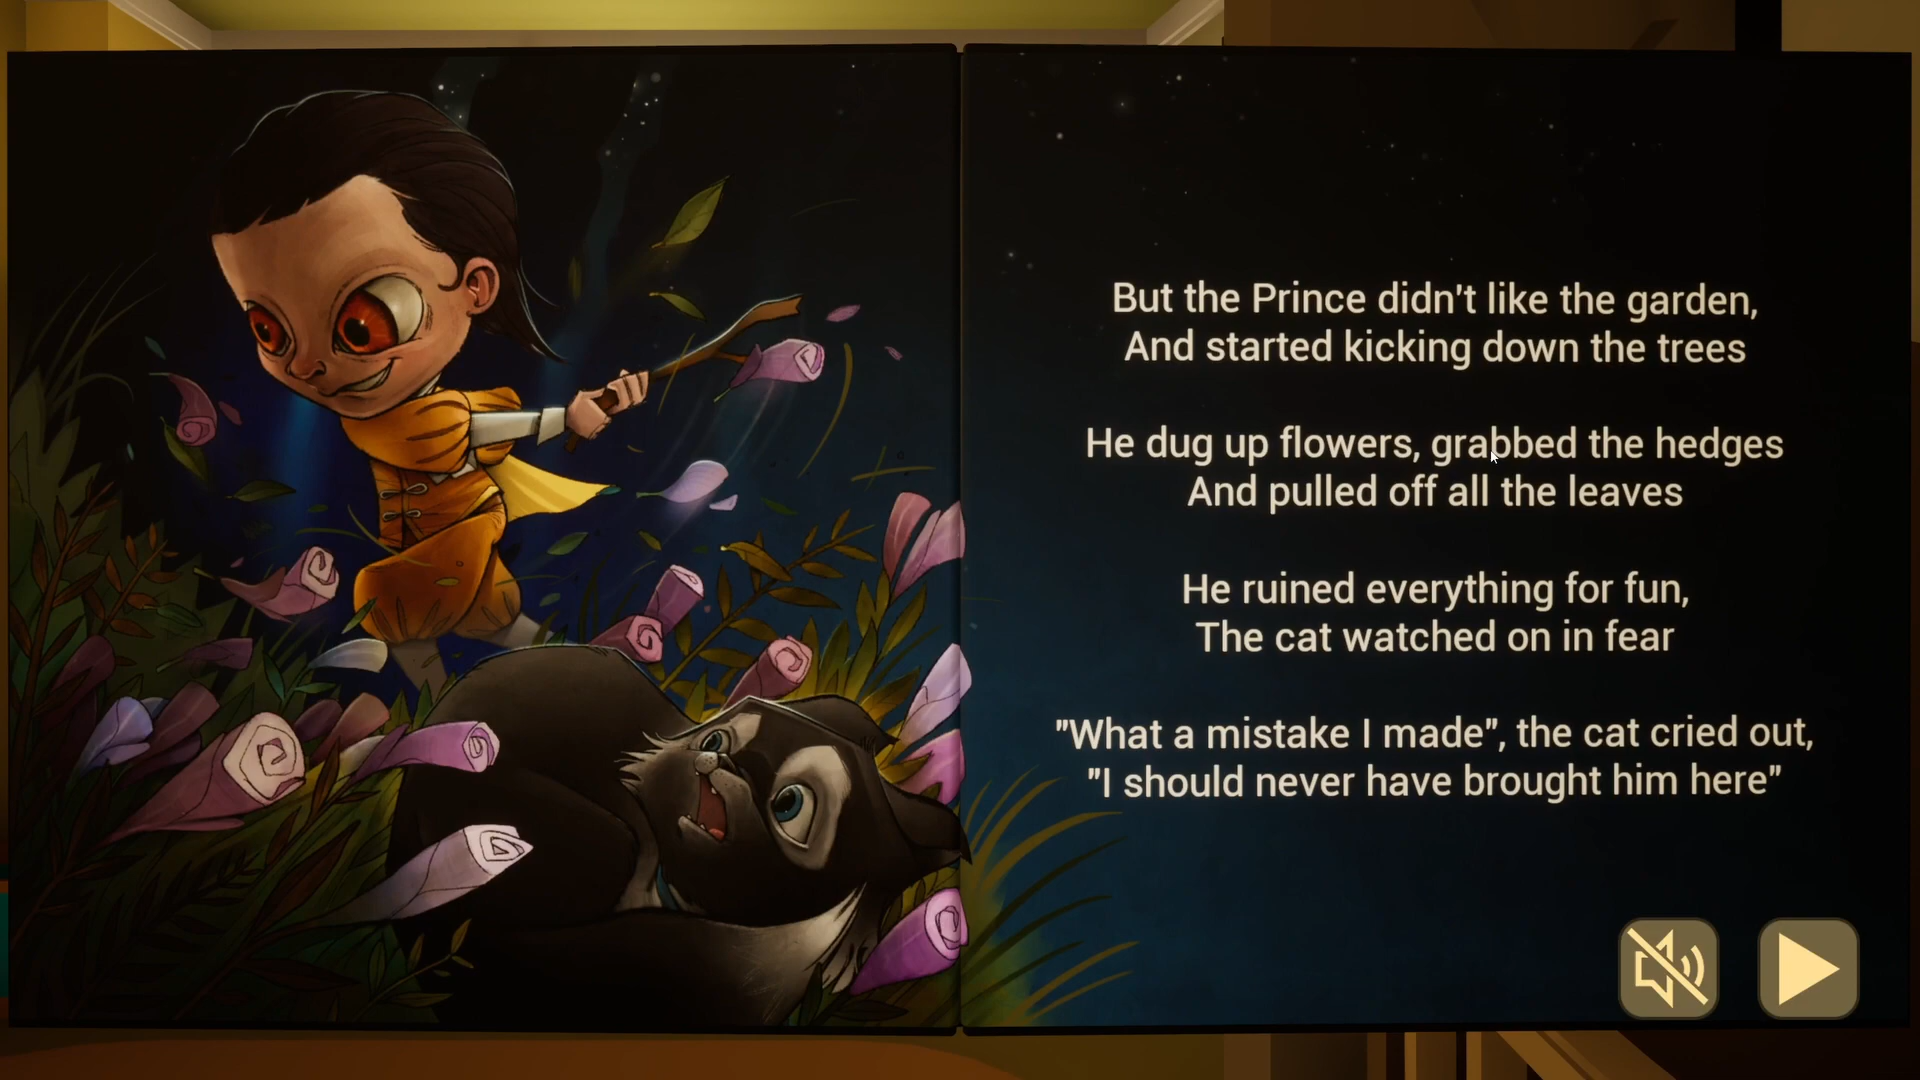 But the Prince didn't like the garden,
And started kicking down the trees
He dug up flowers, grabbed the hedges
And pulled off all the leaves
He ruined everything for fun,
The cat watched on in fear
"What a mistake I made", the cat cried out,
"I should never have brought him here"